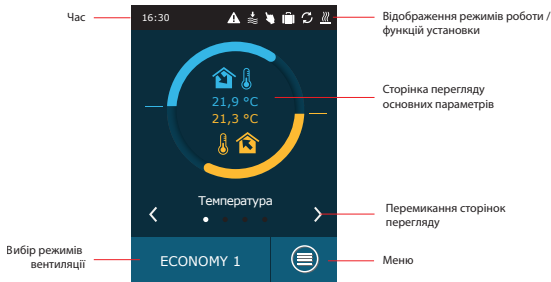 Час
16:30
Відображення режимів роботи /
функцій установки
21,9 °C
21,3 °C
Сторінка перегляду
основних параметрів
Температура
Перемикання сторінок
перегляду
Вибір режимів
вентиляції
ECONOMY 1
Меню